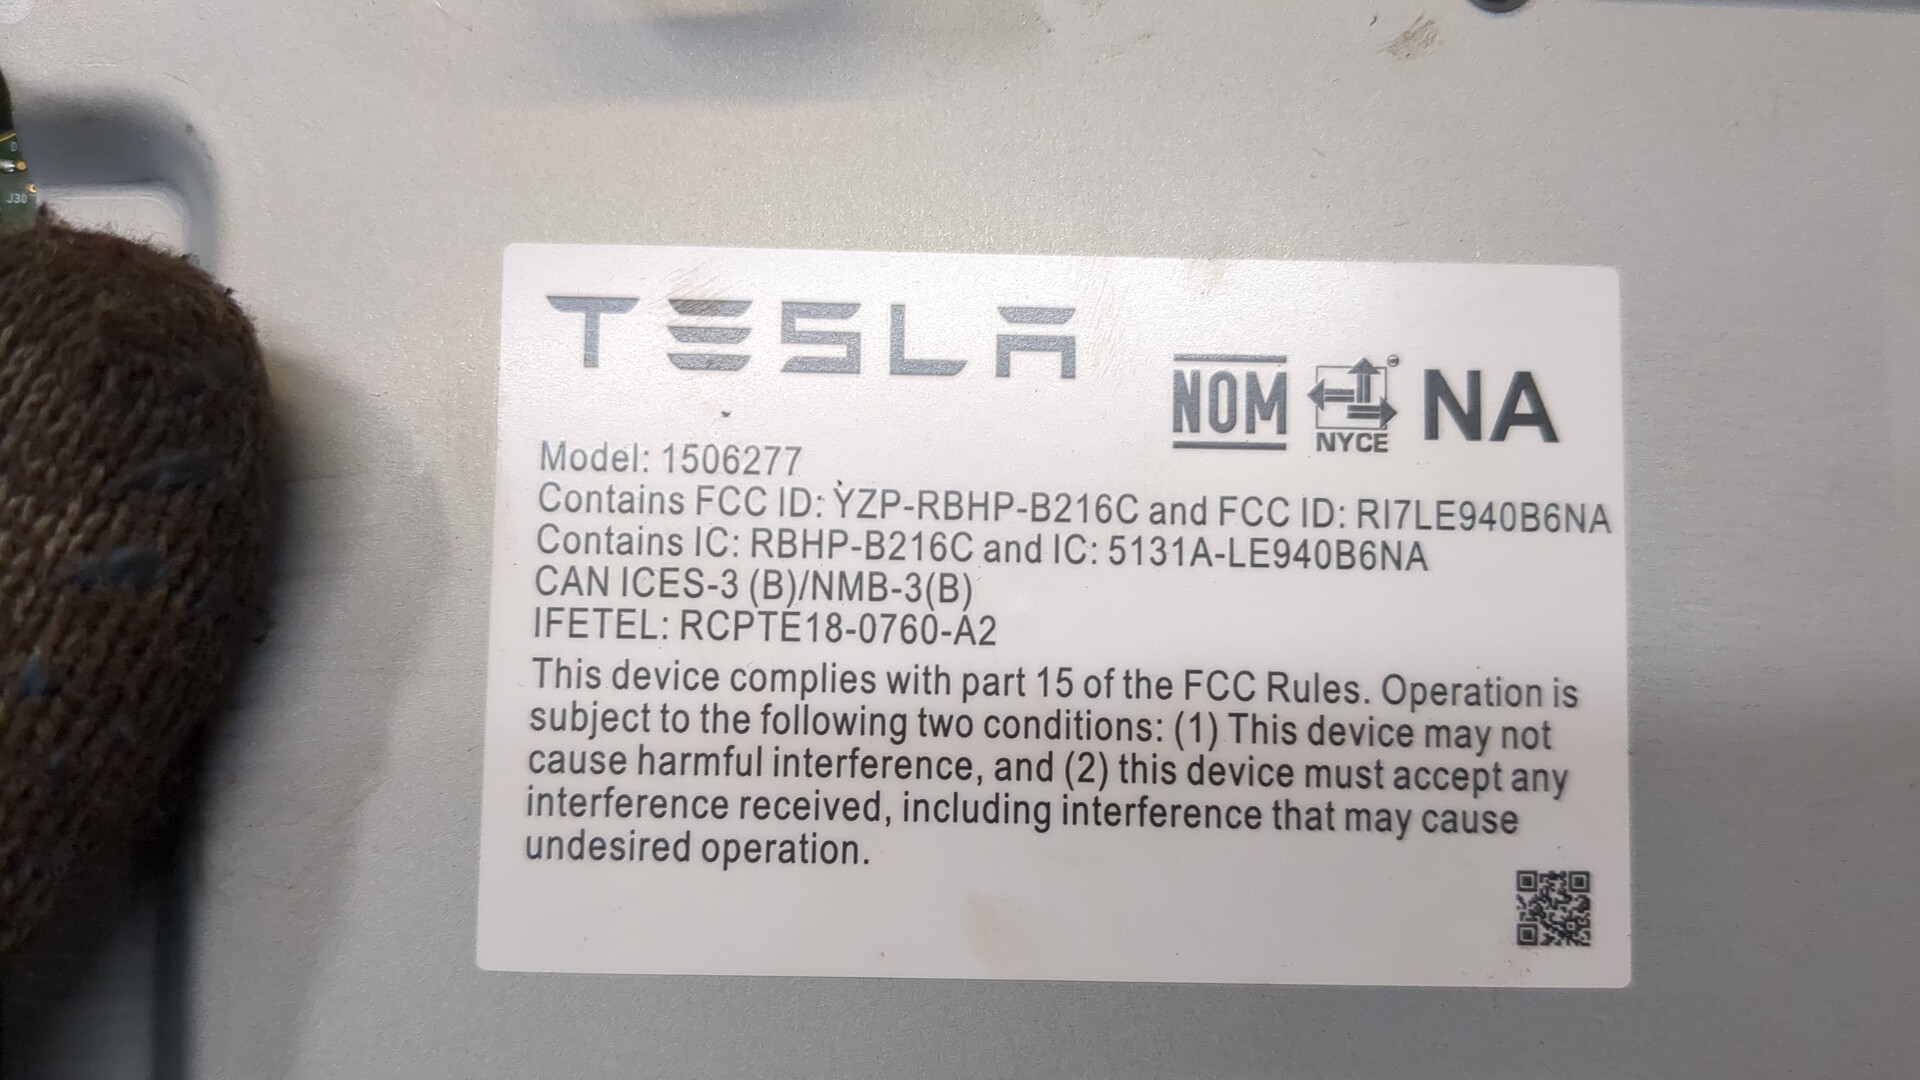 TESLA
NOM NYCE NA
Model: 1506277
Contains FCC ID: YZP-RBHP-B216C and FCC ID: RI7LE940B6NA
Contains IC: RBHP-B216C and IC: 5131A-LE940B6NA
CAN ICES-3 (B)/NMB-3(B)
IFETEL: RCPTE18-0760-A2
This device complies with part 15 of the FCC Rules. Operation is
subject to the following two conditions: (1) This device may not
cause harmful interference, and (2) this device must accept any
interference received, including interference that may cause
undesired operation.
D
J30